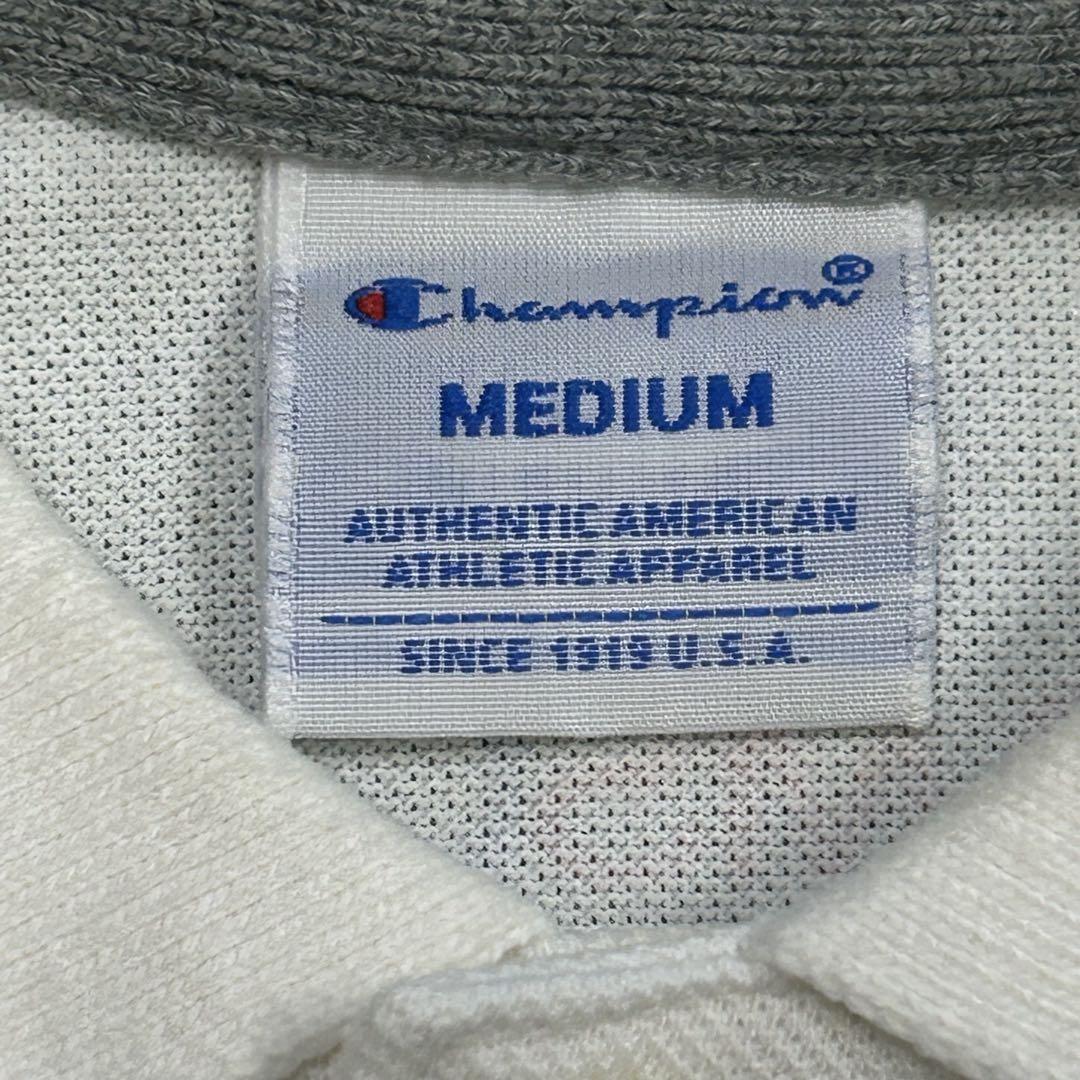 Champion®
MEDIUM
AUTHENTIC AMERICAN
ATHLETIC APPAREL
SINCE 1919 U.S.A.